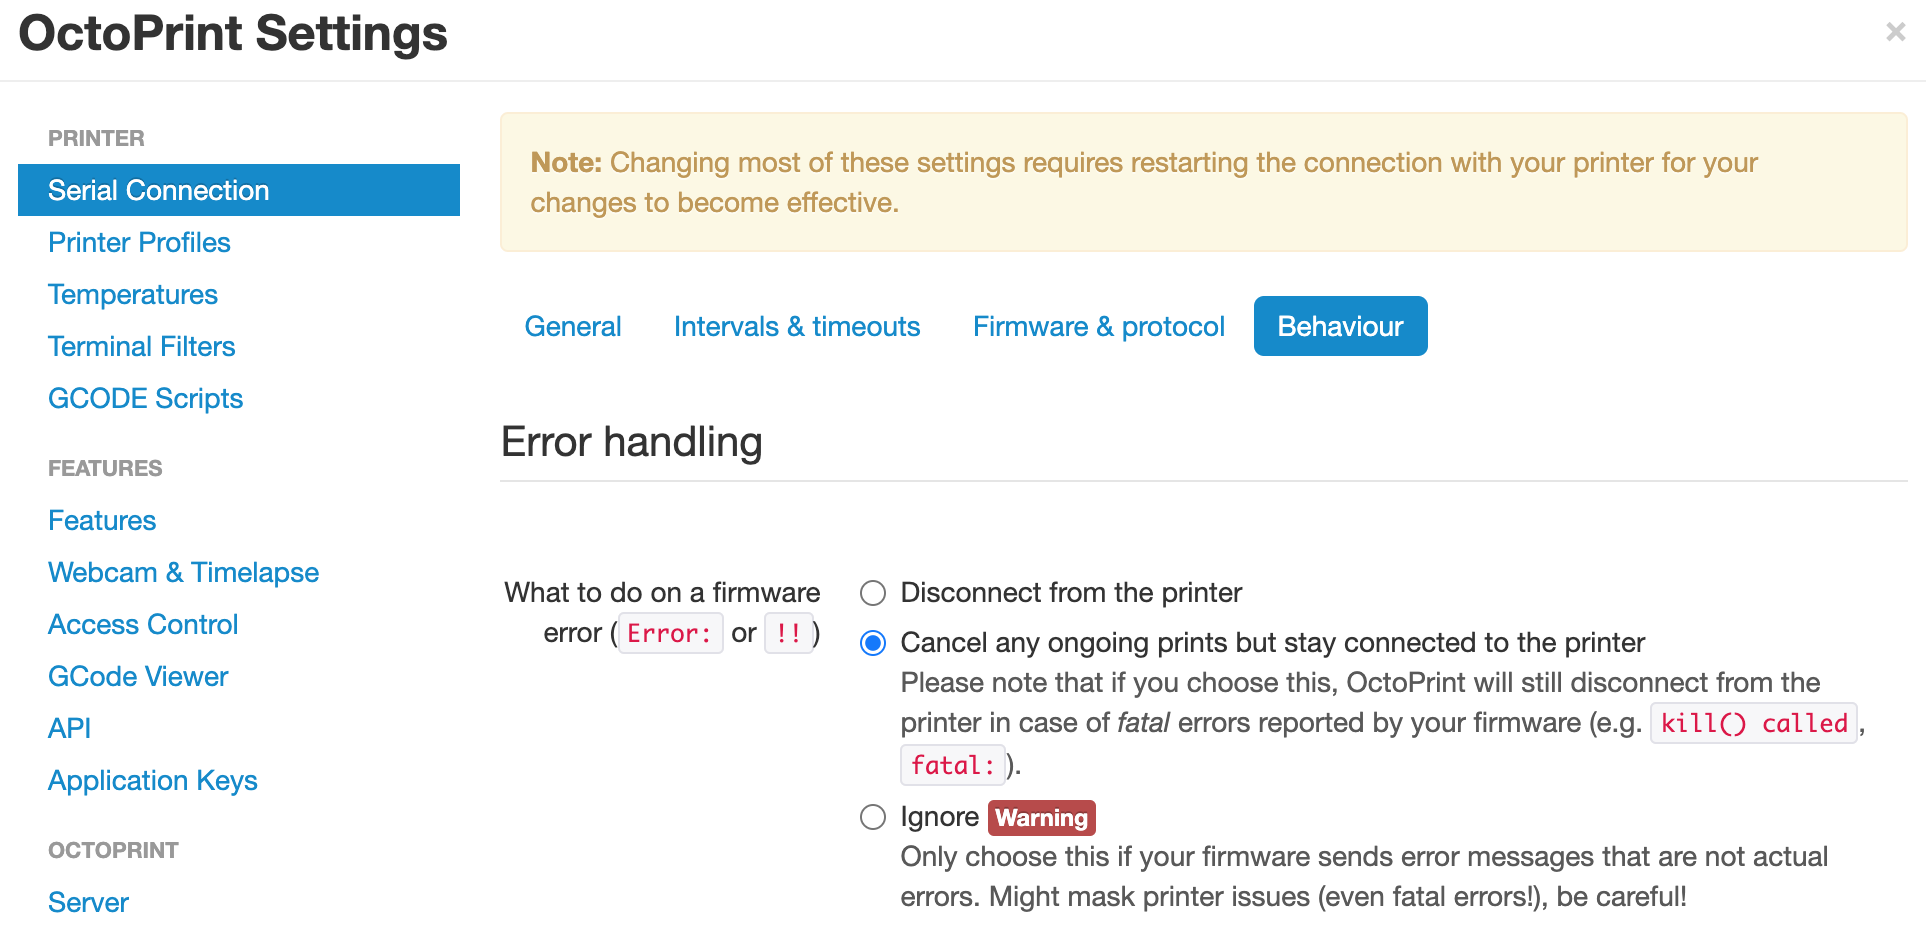 OctoPrint Settings
×
PRINTER
Serial Connection
Printer Profiles
Temperatures
Terminal Filters
GCODE Scripts
FEATURES
Features
Webcam & Timelapse
Access Control
GCode Viewer
API
Application Keys
OCTOPRINT
Server
Note: Changing most of these settings requires restarting the connection with your printer for your
changes to become effective.
General
Intervals & timeouts
Firmware & protocol
Behaviour
Error handling
What to do on a firmware
error (Error: or !!)
Disconnect from the printer
Cancel any ongoing prints but stay connected to the printer
Please note that if you choose this, OctoPrint will still disconnect from the
printer in case of fatal errors reported by your firmware (e.g. kill() called,
fatal:).
Ignore Warning
Only choose this if your firmware sends error messages that are not actual
errors. Might mask printer issues (even fatal errors!), be careful!